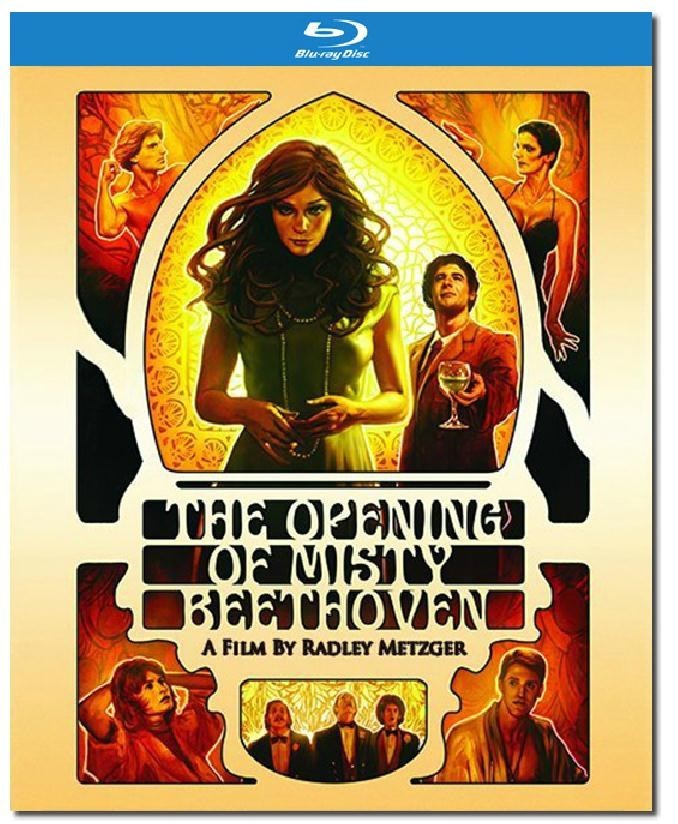 Blu-ray Disc
THE OPENING
OF MISTY
BEETHOVEN
A FILM BY RADLEY METZGER